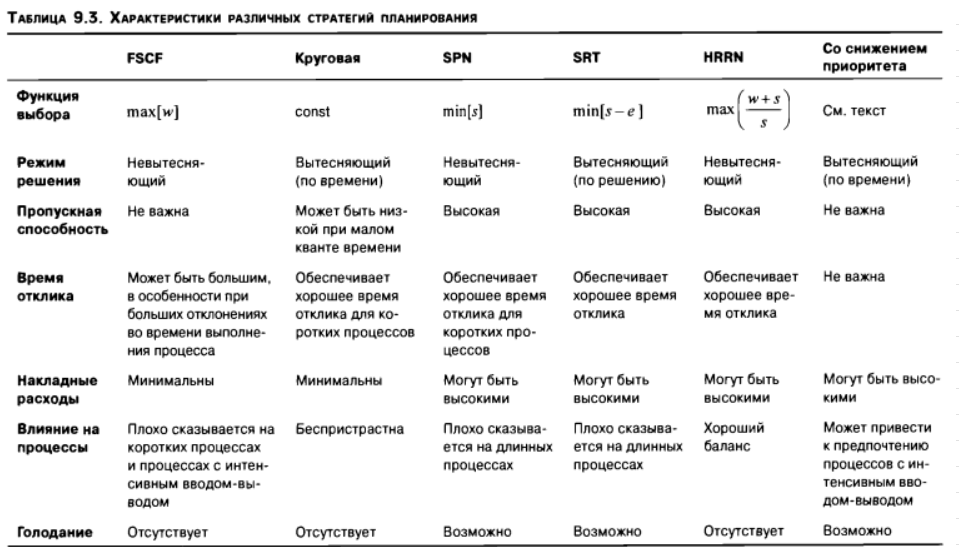 ТАБЛИЦА 9.3. ХАРАКТЕРИСТИКИ РАЗЛИЧНЫХ СТРАТЕГИЙ ПЛАНИРОВАНИЯ
FSCF
Круговая
SPN
SRT
HRRN
Со снижением
приоритета
Функция
выбора
max[w]
const
min[s]
min[s – e]
max((w+s)/s)
См. текст
Режим
решения
Невытесня-
ющий
Вытесняющий
(по времени)
Невытесня-
ющий
Вытесняющий
(по решению)
Невытесня-
ющий
Вытесняющий
(по времени)
Пропускная
способность
Не важна
Может быть низ-
кой при малом
кванте времени
Высокая
Высокая
Высокая
Не важна
Время
отклика
Может быть большим,
в особенности при
больших отклонениях
во времени выполне-
ния процесса
Обеспечивает
хорошее время
отклика для ко-
ротких процессов
Обеспечивает
хорошее время
отклика для
коротких про-
цессов
Обеспечивает
хорошее время
отклика
Обеспечивает
хорошее вре-
мя отклика
Не важна
Накладные
расходы
Минимальны
Минимальны
Могут быть
высокими
Могут быть
высокими
Могут быть
высокими
Могут быть высо-
кими
Влияние на
процессы
Плохо сказывается на
коротких процессах
и процессах с интен-
сивным вводом-вы-
водом
Беспристрастна
Плохо сказыва-
ется на длинных
процессах
Плохо сказыва-
ется на длинных
процессах
Хороший
баланс
Может привести
к предпочтению
процессов с ин-
тенсивным вво-
дом-выводом
Голодание
Отсутствует
Отсутствует
Возможно
Возможно
Отсутствует
Возможно